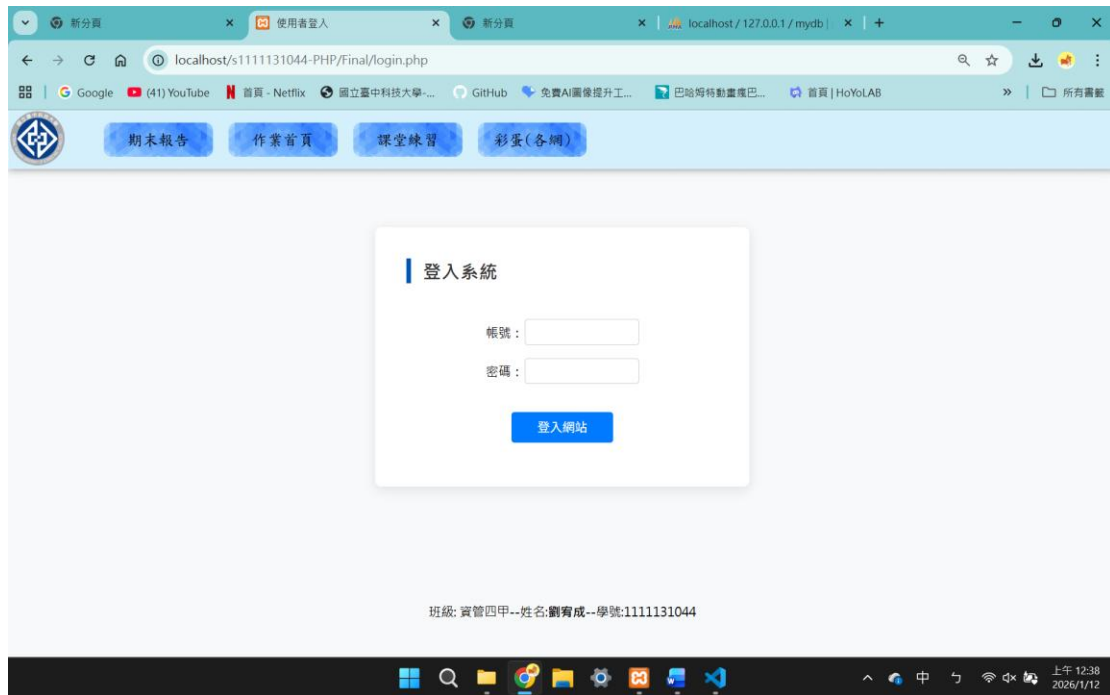 新分頁
使用者登入
新分頁
localhost / 127.0.0.1 / mydb |
localhost/s1111131044-PHP/Final/login.php
Google
(41) YouTube
首頁 - Netflix
國立臺中科技大學-...
GitHub
免費AI圖像提升工...
巴哈姆特動畫瘋巴...
首頁 | HoYoLAB
»
所有書籤
期末報告
作業首頁
課堂練習
彩蛋(各網)
登入系統
帳號：
密碼：
登入網站
班級: 資管四甲--姓名:劉宥成--學號:1111131044
中
ㄅ
上午 12:38
2026/1/12